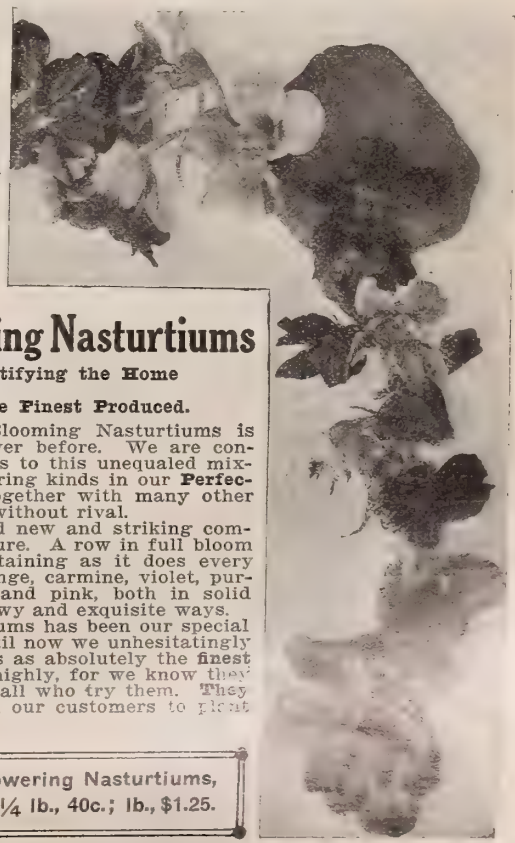 ing Nasturtiums
tifying the Home
e Finest Produced.
looming Nasturtiums is
ver before. We are con-
s to this unequaled mix-
ring kinds in our Perfec-
ogether with many other
without rival.
d new and striking com-
ure. A row in full bloom
taining as it does every
nge, carmine, violet, pur-
and pink, both in solid
wy and exquisite ways.
ums has been our special
il now we unhesitatingly
s as absolutely the finest
highly, for we know they
all who try them. They
our customers to plant
owering Nasturtiums,
¼ lb., 40c.; lb., $1.25.